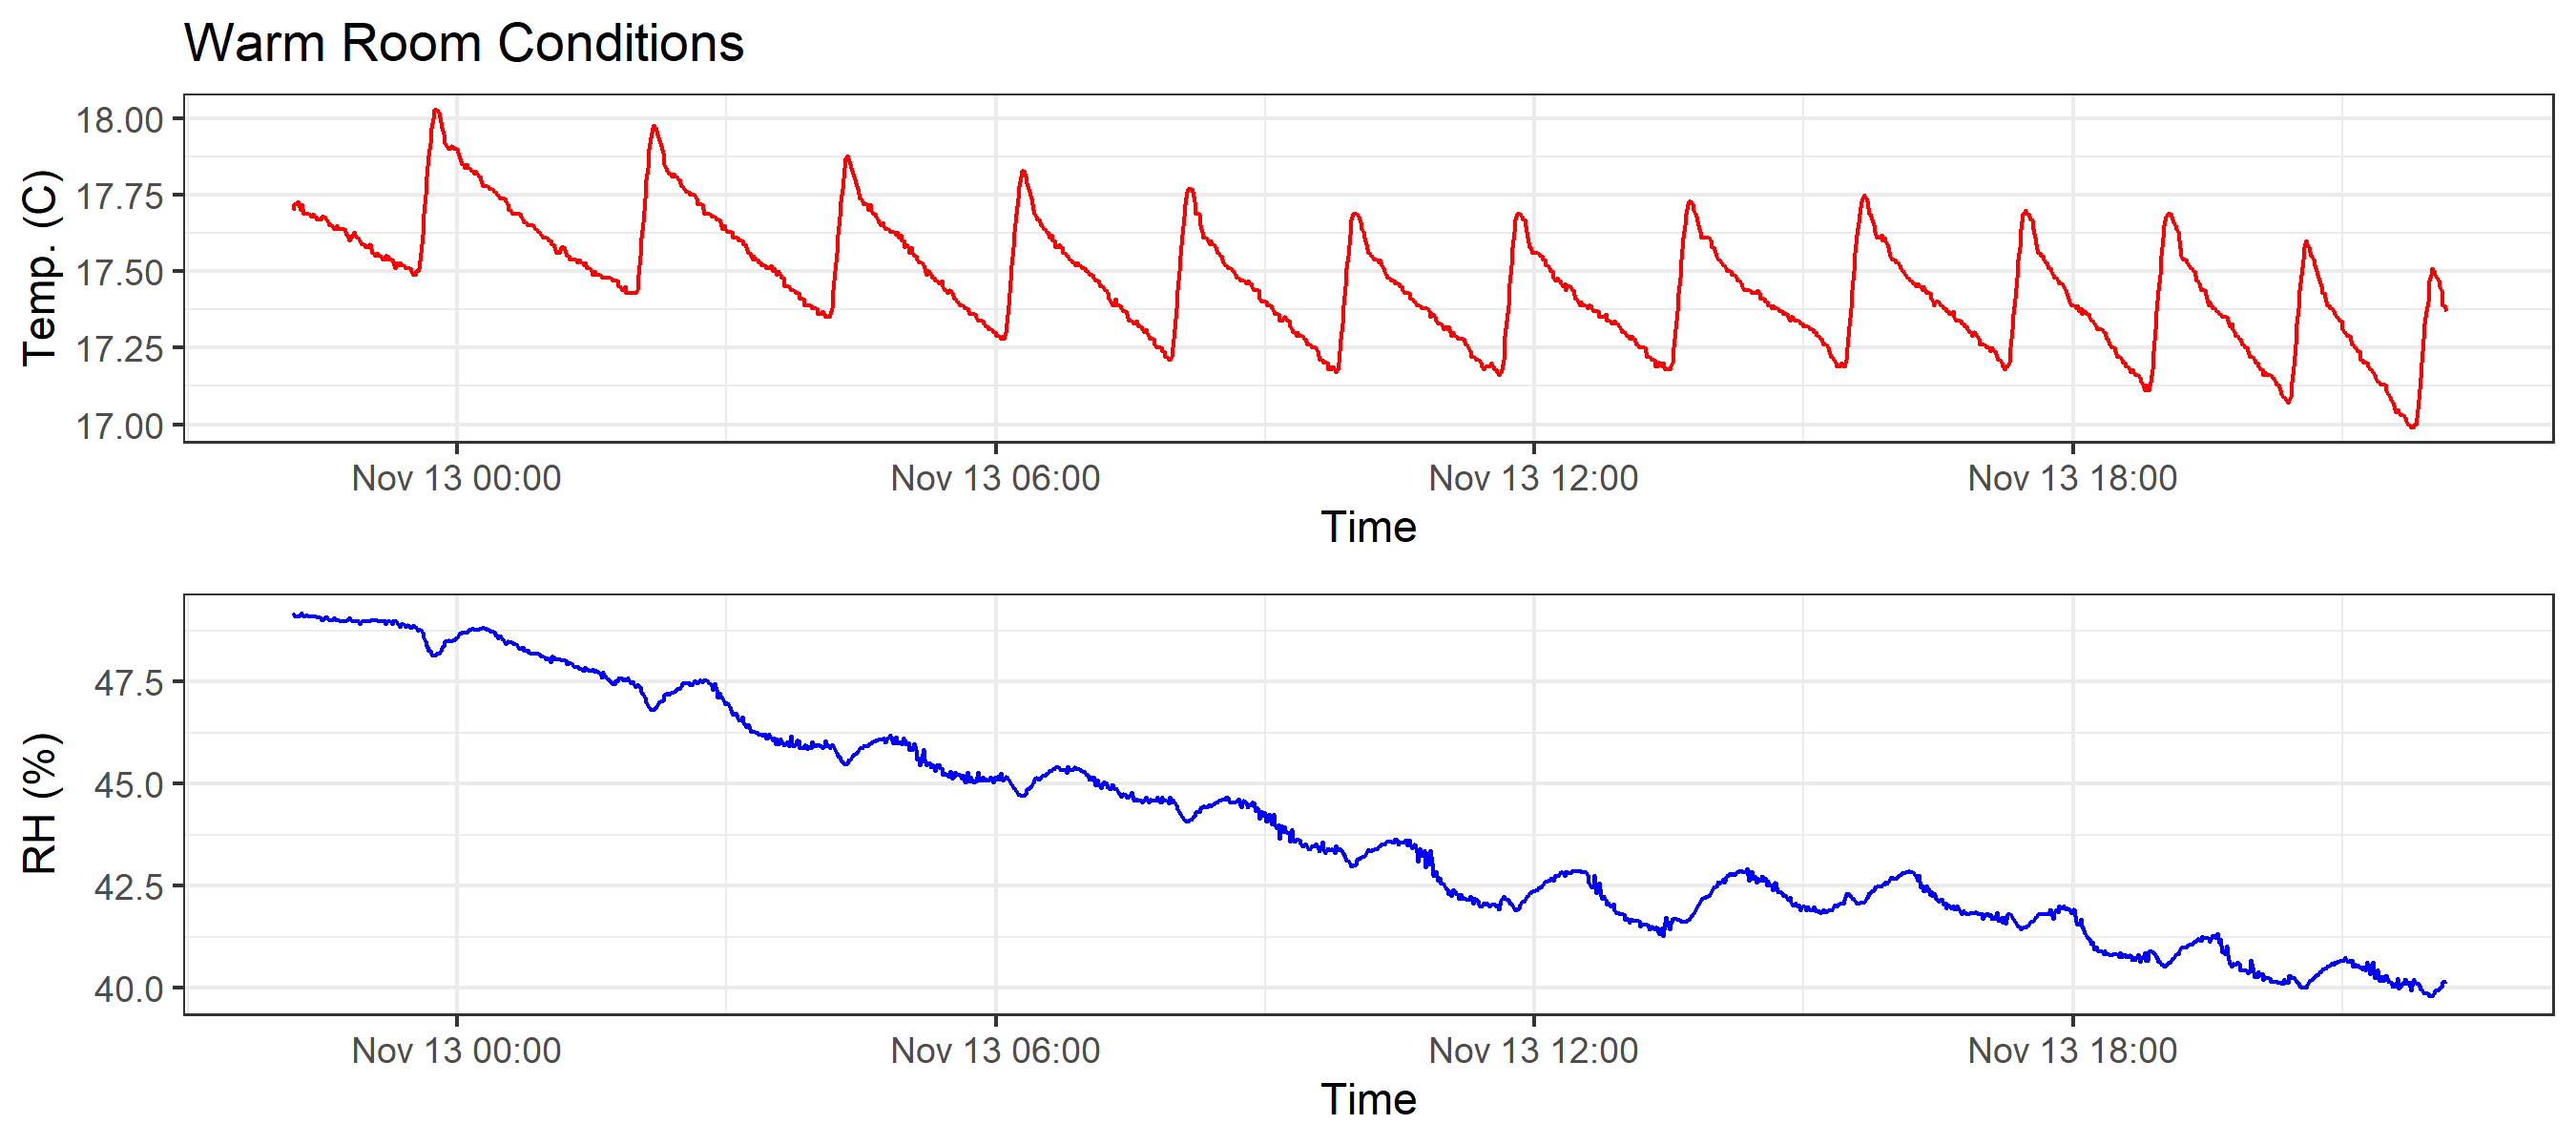 Warm Room Conditions
Temp. (C)
18.00
17.75
17.50
17.25
17.00
Nov 13 00:00 Nov 13 06:00 Nov 13 12:00 Nov 13 18:00
Time
RH (%)
47.5
45.0
42.5
40.0
Nov 13 00:00 Nov 13 06:00 Nov 13 12:00 Nov 13 18:00
Time